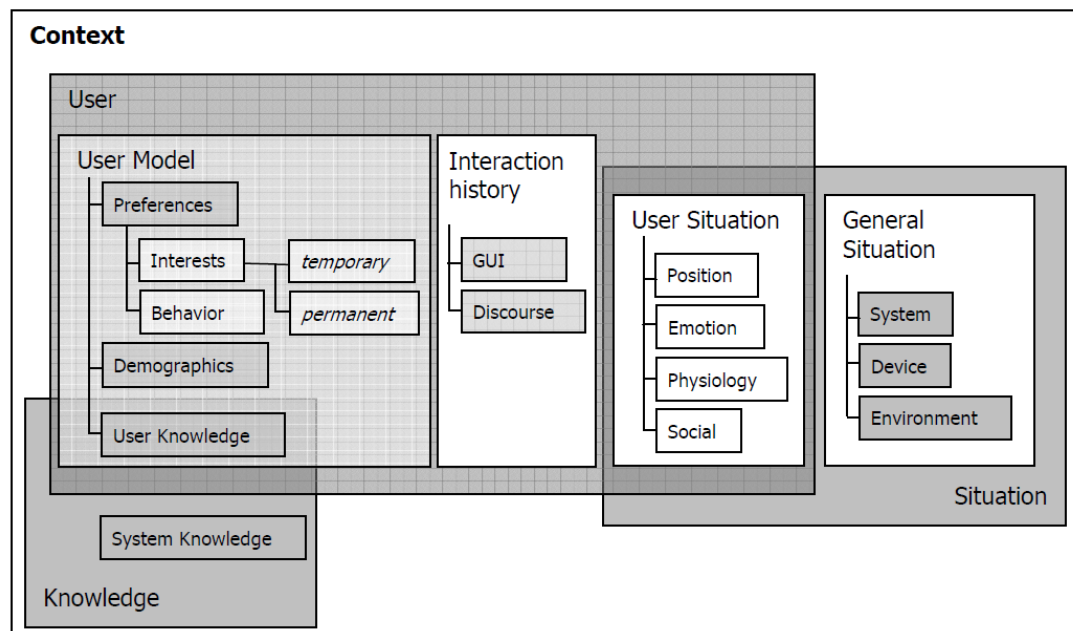 Context
User
User Model
Preferences
Interests
temporary
Behavior
permanent
Demographics
User Knowledge
Interaction
history
GUI
Discourse
User Situation
Position
Emotion
Physiology
Social
General
Situation
System
Device
Environment
Situation
System Knowledge
Knowledge